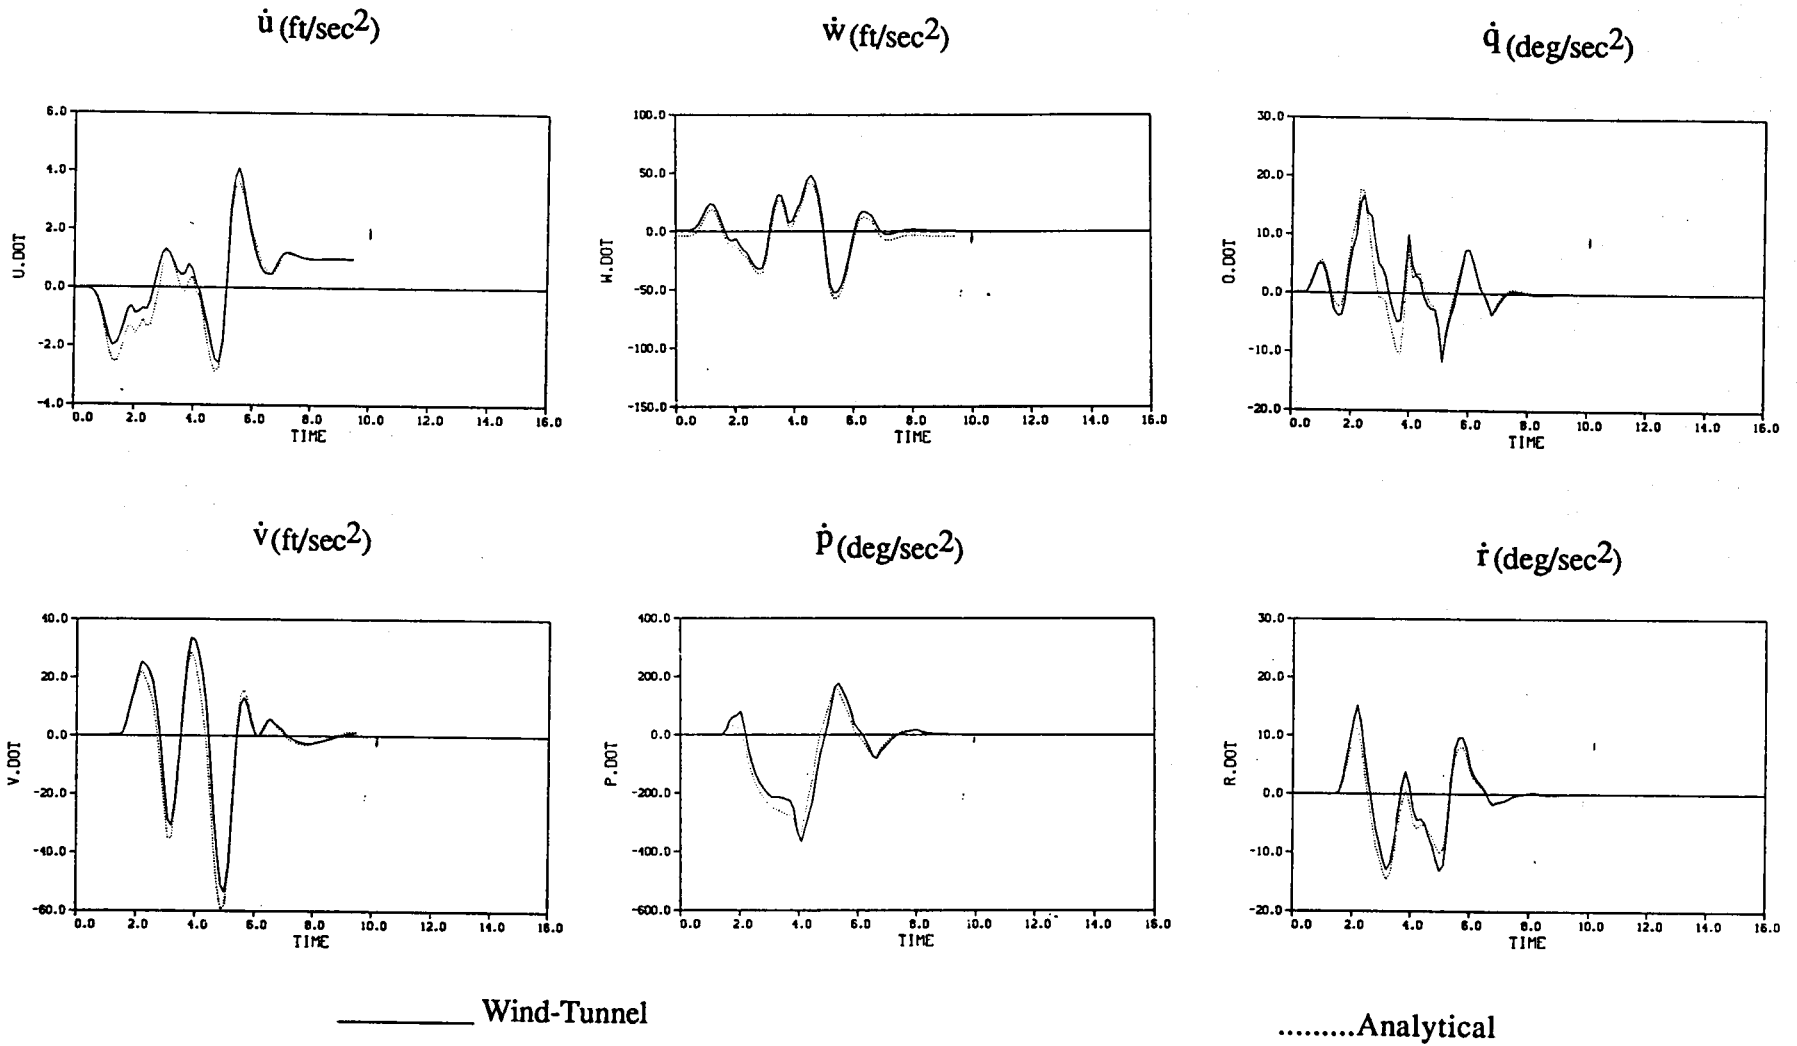 u̇ (ft/sec2)
ẇ (ft/sec2)
q̇ (deg/sec2)
6.0
4.0
2.0
0.0
-2.0
-4.0
U.DOT
0.0 2.0 4.0 6.0 8.0 10.0 12.0 14.0 16.0
TIME
100.0
50.0
0.0
-50.0
-100.0
-150.0
W.DOT
0.0 2.0 4.0 6.0 8.0 10.0 12.0 14.0 16.0
TIME
30.0
20.0
10.0
0.0
-10.0
-20.0
Q.DOT
0.0 2.0 4.0 6.0 8.0 10.0 12.0 14.0 16.0
TIME
v̇ (ft/sec2)
ṗ (deg/sec2)
ṙ (deg/sec2)
40.0
20.0
0.0
-20.0
-40.0
-60.0
V.DOT
0.0 2.0 4.0 6.0 8.0 10.0 12.0 14.0 16.0
TIME
400.0
200.0
0.0
-200.0
-400.0
-600.0
P.DOT
0.0 2.0 4.0 6.0 8.0 10.0 12.0 14.0 16.0
TIME
30.0
20.0
10.0
0.0
-10.0
-20.0
R.DOT
0.0 2.0 4.0 6.0 8.0 10.0 12.0 14.0 16.0
TIME
Wind-Tunnel
.........Analytical